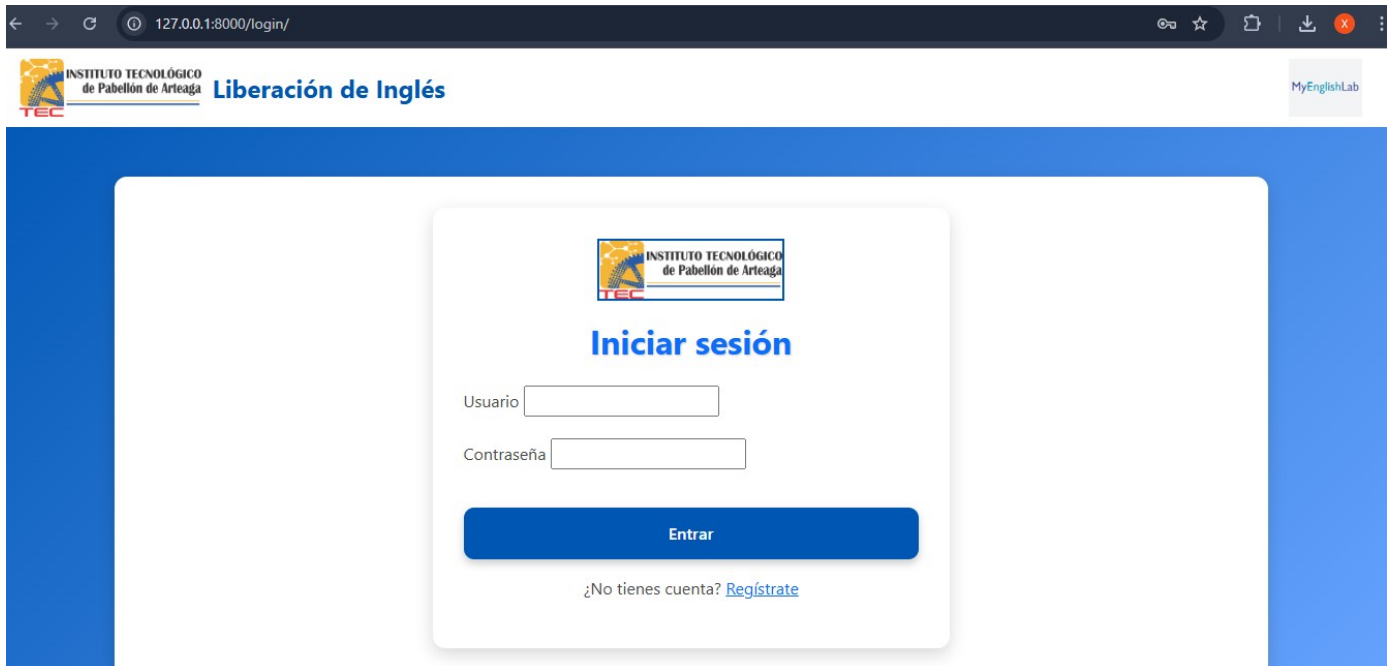 127.0.0.1:8000/login/
X
INSTITUTO TECNOLÓGICO
de Pabellón de Arteaga
TEC
Liberación de Inglés
MyEnglishLab
INSTITUTO TECNOLÓGICO
de Pabellón de Arteaga
TEC
Iniciar sesión
Usuario
Contraseña
Entrar
¿No tienes cuenta? Regístrate